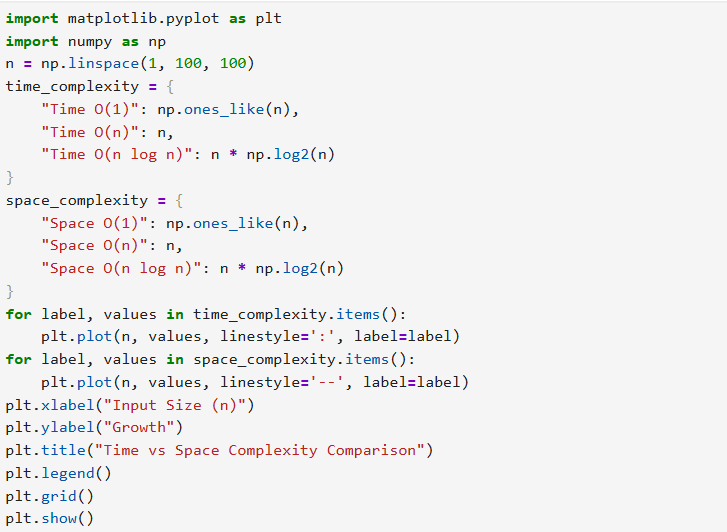 import matplotlib.pyplot as plt
import numpy as np
n = np.linspace(1, 100, 100)
time_complexity = {
    "Time O(1)": np.ones_like(n),
    "Time O(n)": n,
    "Time O(n log n)": n * np.log2(n)
}
space_complexity = {
    "Space O(1)": np.ones_like(n),
    "Space O(n)": n,
    "Space O(n log n)": n * np.log2(n)
}
for label, values in time_complexity.items():
    plt.plot(n, values, linestyle=':', label=label)
for label, values in space_complexity.items():
    plt.plot(n, values, linestyle='--', label=label)
plt.xlabel("Input Size (n)")
plt.ylabel("Growth")
plt.title("Time vs Space Complexity Comparison")
plt.legend()
plt.grid()
plt.show()